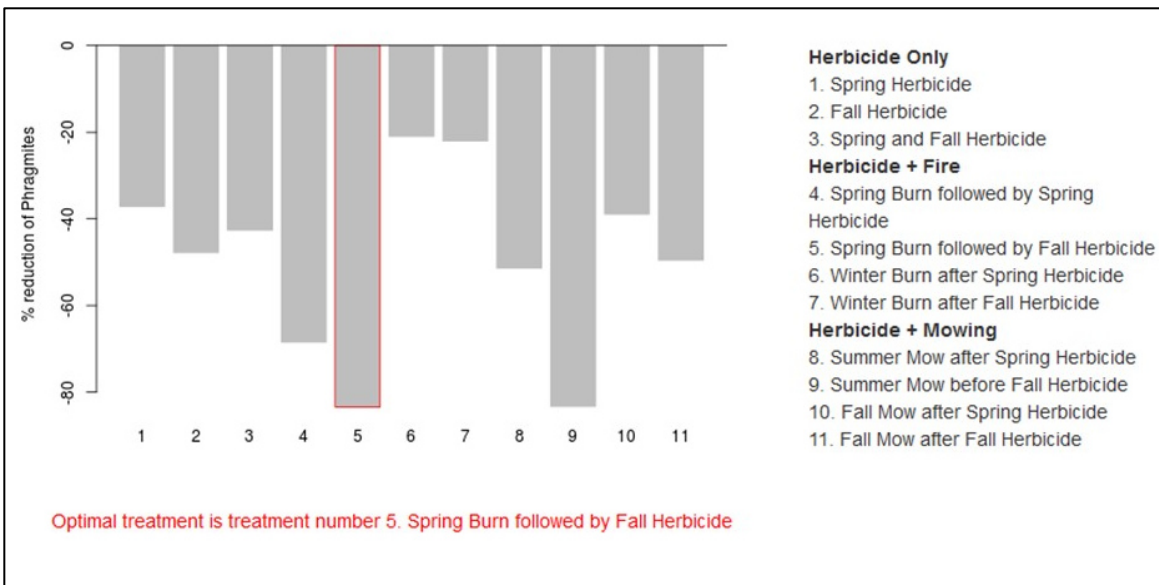 0
-20
-40
-60
-80
% reduction of Phragmites
1 2 3 4 5 6 7 8 9 10 11
Herbicide Only
1. Spring Herbicide
2. Fall Herbicide
3. Spring and Fall Herbicide
Herbicide + Fire
4. Spring Burn followed by Spring
Herbicide
5. Spring Burn followed by Fall Herbicide
6. Winter Burn after Spring Herbicide
7. Winter Burn after Fall Herbicide
Herbicide + Mowing
8. Summer Mow after Spring Herbicide
9. Summer Mow before Fall Herbicide
10. Fall Mow after Spring Herbicide
11. Fall Mow after Fall Herbicide
Optimal treatment is treatment number 5. Spring Burn followed by Fall Herbicide